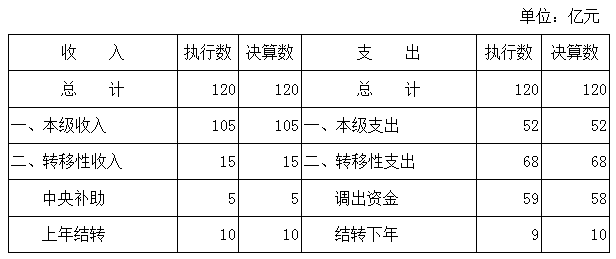 单位：亿元
收 入 执行数 决算数 支 出 执行数 决算数
总 计 120 120 总 计 120 120
一、本级收入 105 105 一、本级支出 52 52
二、转移性收入 15 15 二、转移性支出 68 68
中央补助 5 5 调出资金 59 58
上年结转 10 10 结转下年 9 10